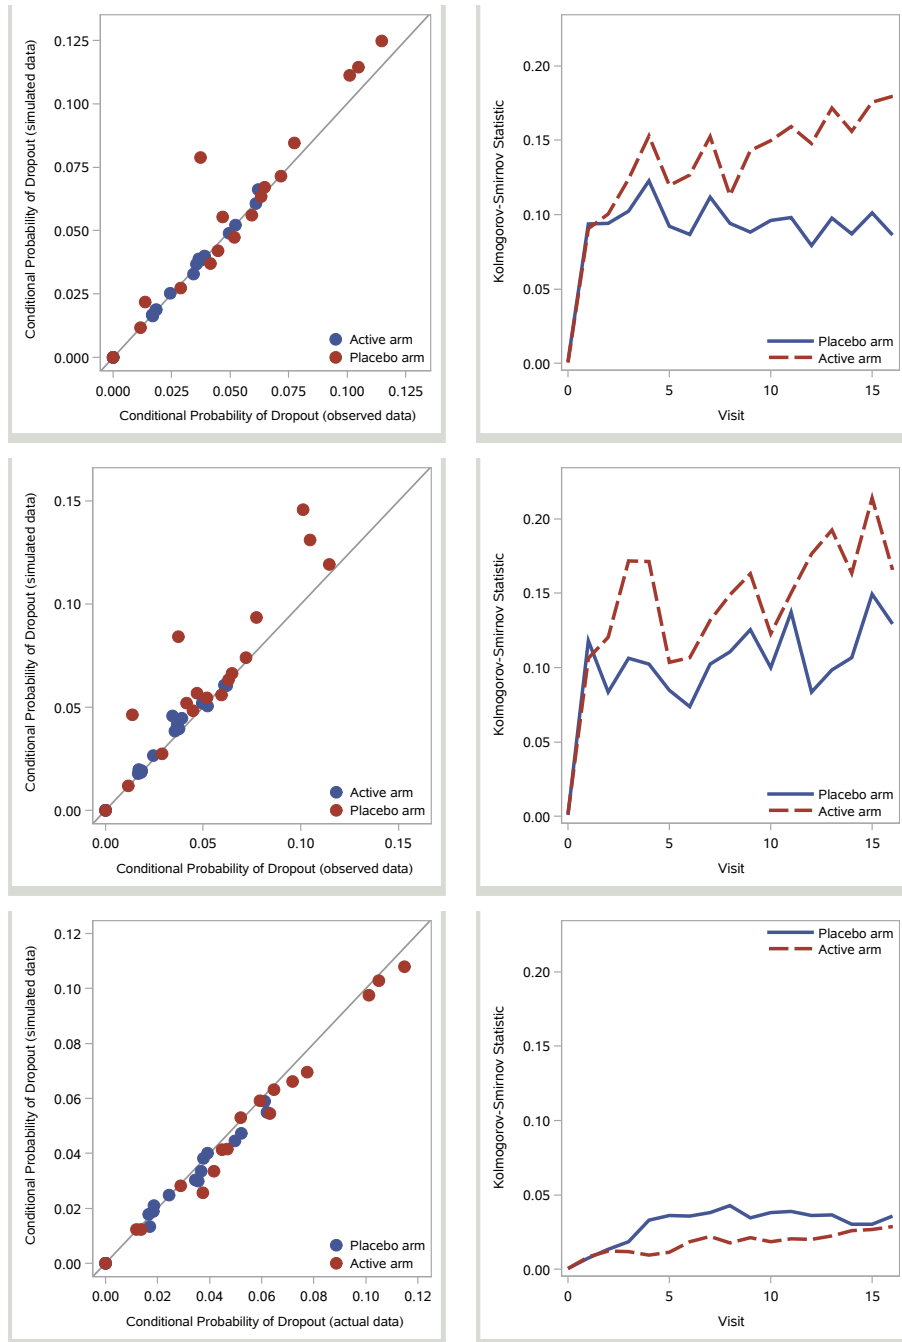 Conditional Probability of Dropout (simulated data)
0.125
0.100
0.075
0.050
0.025
0.000
0.000 0.025 0.050 0.075 0.100 0.125
Conditional Probability of Dropout (observed data)
Active arm
Placebo arm
Kolmogorov-Smirnov Statistic
0.20
0.15
0.10
0.05
0.00
0 5 10 15
Visit
Placebo arm
Active arm
Conditional Probability of Dropout (simulated data)
0.15
0.10
0.05
0.00
0.00 0.05 0.10 0.15
Conditional Probability of Dropout (observed data)
Active arm
Placebo arm
Kolmogorov-Smirnov Statistic
0.20
0.15
0.10
0.05
0.00
0 5 10 15
Visit
Placebo arm
Active arm
Conditional Probability of Dropout (simulated data)
0.12
0.10
0.08
0.06
0.04
0.02
0.00
0.00 0.02 0.04 0.06 0.08 0.10 0.12
Conditional Probability of Dropout (actual data)
Placebo arm
Active arm
Kolmogorov-Smirnov Statistic
0.20
0.15
0.10
0.05
0.00
0 5 10 15
Visit
Placebo arm
Active arm